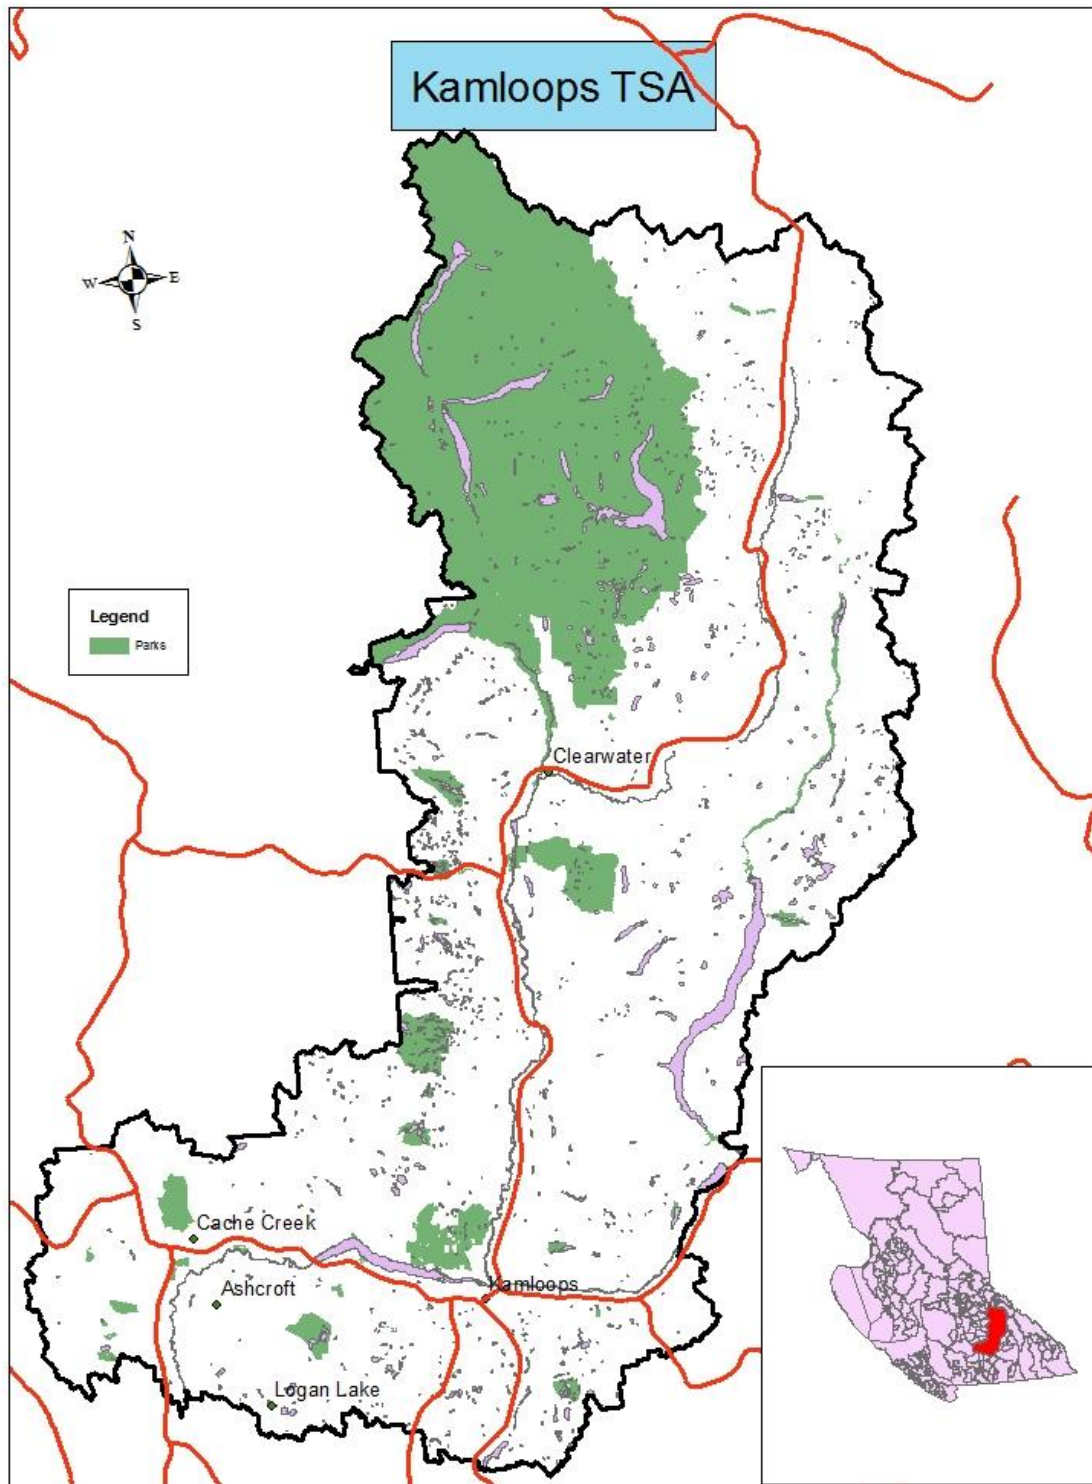 Kamloops TSA
N
W
E
S
Legend
Parks
Clearwater
Cache Creek
Ashcroft
Kamloops
Logan Lake